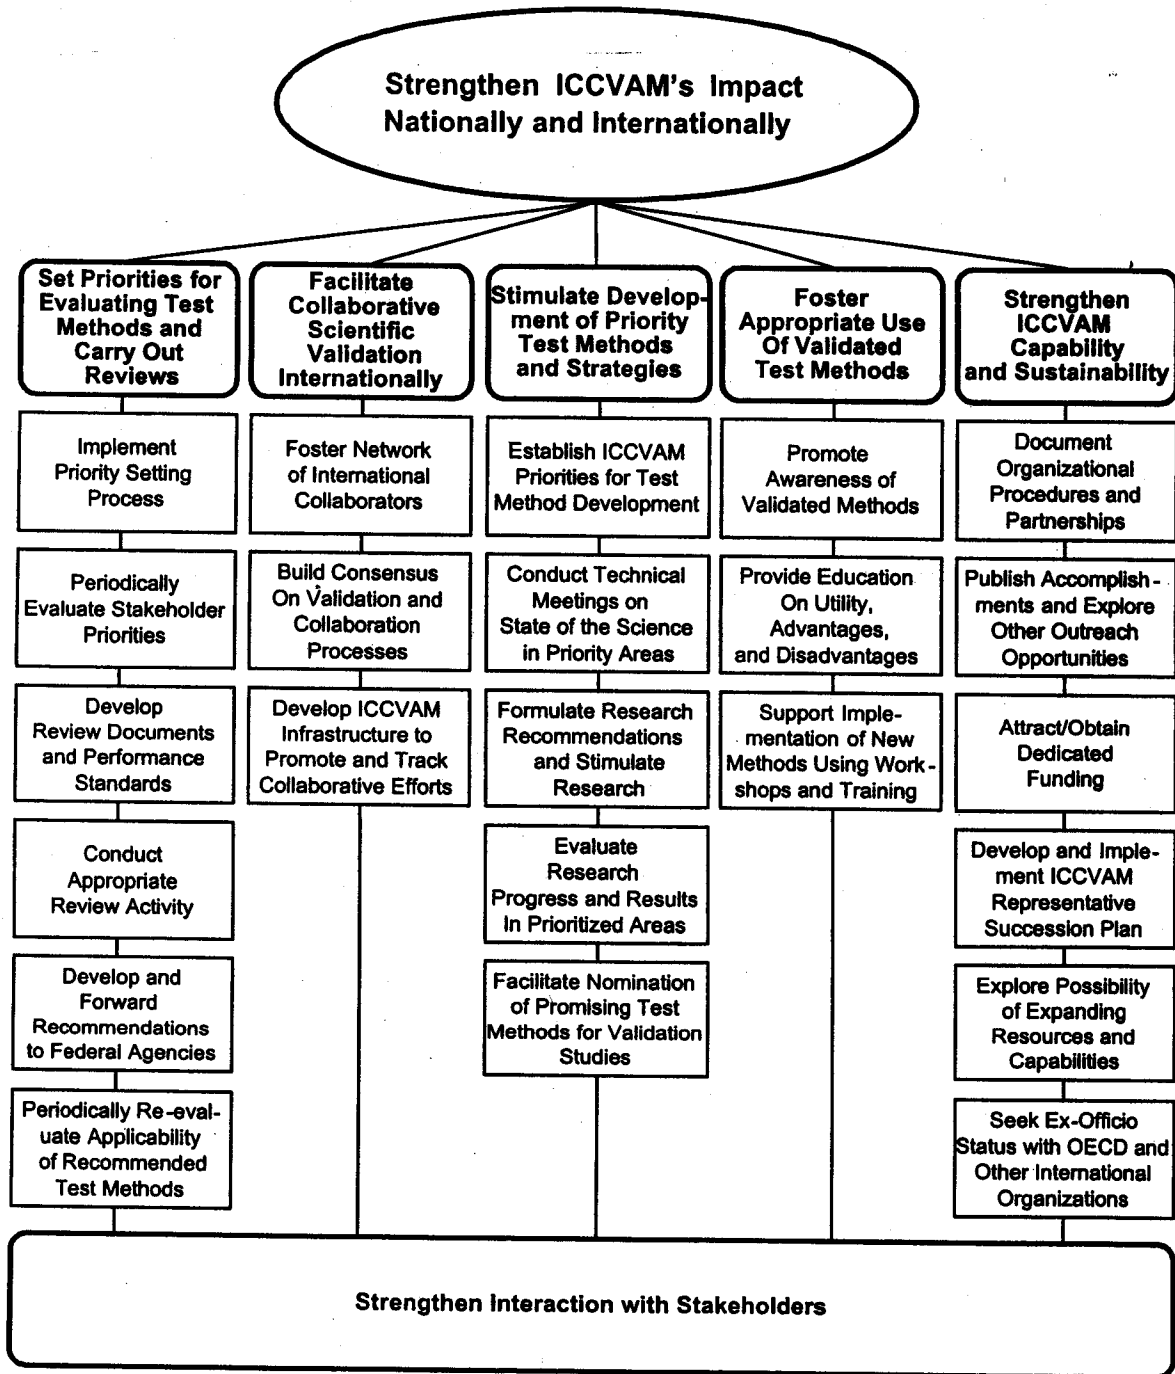 Strengthen ICCVAM's Impact
Nationally and Internationally
Set Priorities for
Evaluating Test
Methods and
Carry Out
Reviews
Implement
Priority Setting
Process
Periodically
Evaluate Stakeholder
Priorities
Develop
Review Documents
and Performance
Standards
Conduct
Appropriate
Review Activity
Develop and
Forward
Recommendations
to Federal Agencies
Periodically Re-eval-
uate Applicability
of Recommended
Test Methods
Facilitate
Collaborative
Scientific
Validation
Internationally
Foster Network
of International
Collaborators
Build Consensus
On Validation and
Collaboration
Processes
Develop ICCVAM
Infrastructure to
Promote and Track
Collaborative Efforts
Stimulate Develop-
ment of Priority
Test Methods
and Strategies
Establish ICCVAM
Priorities for Test
Method Development
Conduct Technical
Meetings on
State of the Science
in Priority Areas
Formulate Research
Recommendations
and Stimulate
Research
Evaluate
Research
Progress and Results
In Prioritized Areas
Facilitate Nomination
of Promising Test
Methods for Validation
Studies
Foster
Appropriate Use
Of Validated
Test Methods
Promote
Awareness of
Validated Methods
Provide Education
On Utility,
Advantages,
and Disadvantages
Support Imple-
mentation of New
Methods Using Work-
shops and Training
Strengthen
ICCVAM
Capability
and Sustainability
Document
Organizational
Procedures and
Partnerships
Publish Accomplish-
ments and Explore
Other Outreach
Opportunities
Attract/Obtain
Dedicated
Funding
Develop and Imple-
ment ICCVAM
Representative
Succession Plan
Explore Possibility
of Expanding
Resources and
Capabilities
Seek Ex-Officio
Status with OECD and
Other International
Organizations
Strengthen Interaction with Stakeholders